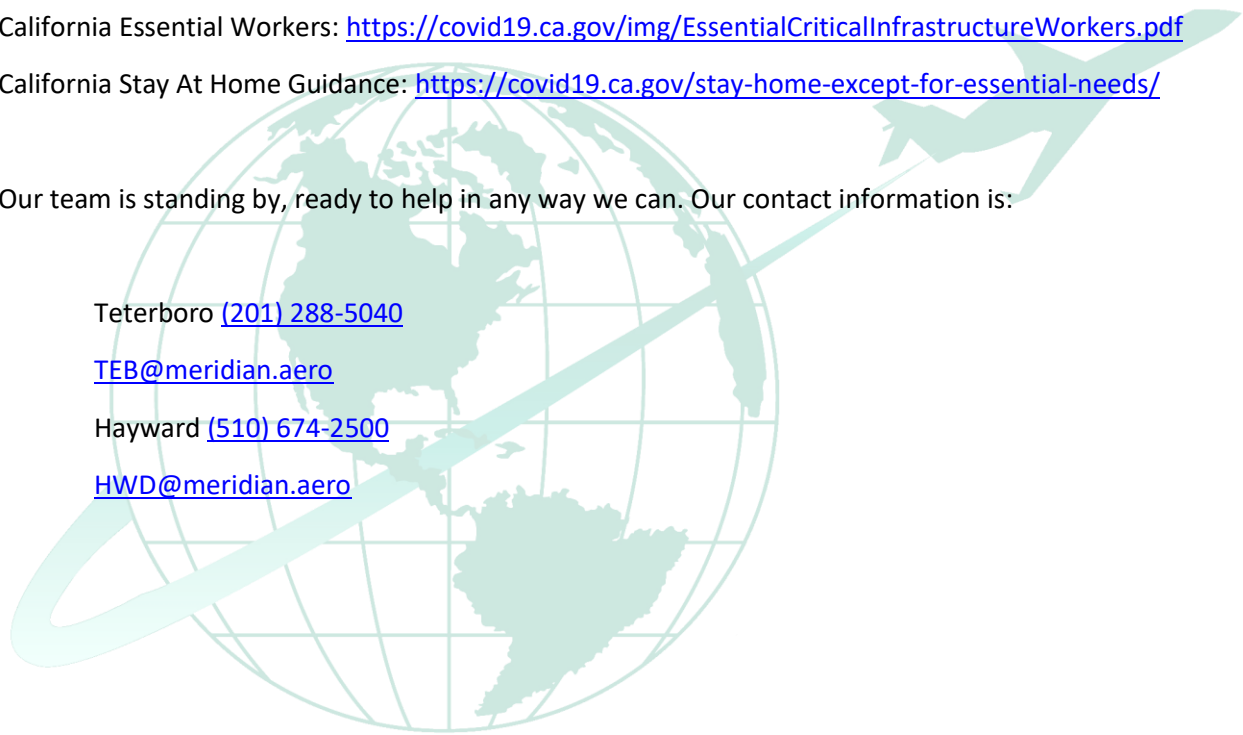 California Essential Workers: https://covid19.ca.gov/img/EssentialCriticalInfrastructureWorkers.pdf
California Stay At Home Guidance: https://covid19.ca.gov/stay-home-except-for-essential-needs/
Our team is standing by, ready to help in any way we can. Our contact information is:
Teterboro (201) 288-5040
TEB@meridian.aero
Hayward (510) 674-2500
HWD@meridian.aero